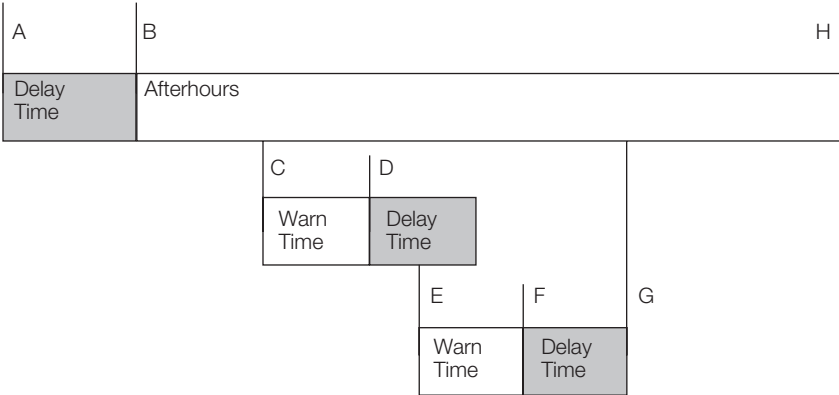 A
B
H
Delay
Time
Afterhours
C
D
Warn
Time
Delay
Time
E
F
G
Warn
Time
Delay
Time